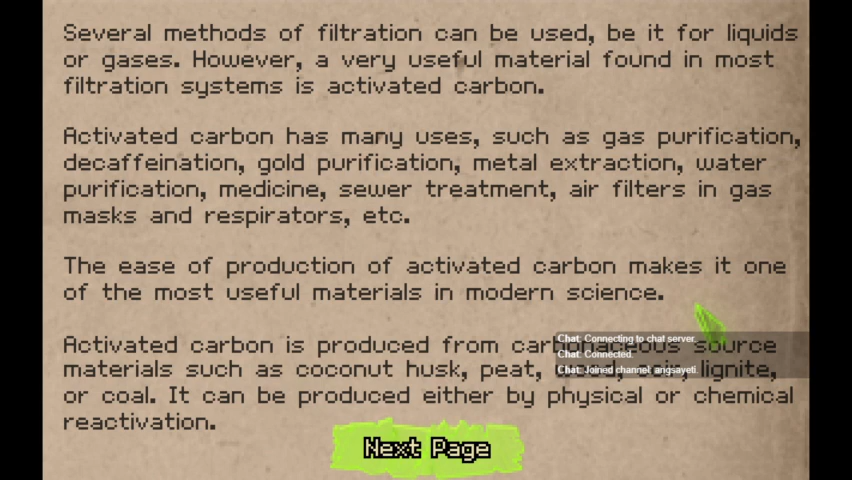 Several methods of filtration can be used, be it for liquids
or gases. However, a very useful material found in most
filtration systems is activated carbon.
Activated carbon has many uses, such as gas purification,
decaffeination, gold purification, metal extraction, water
purification, medicine, sewer treatment, air filters in gas
masks and respirators, etc.
The ease of production of activated carbon makes it one
of the most useful materials in modern science.
Activated carbon is produced from carbonaceous source
materials such as coconut husk, peat, lignite,
or coal. It can be produced either by physical or chemical
reactivation.
Chat: Connecting to chat server.
Chat: Connected.
Chat: Joined channel: angsayeti.
Next Page